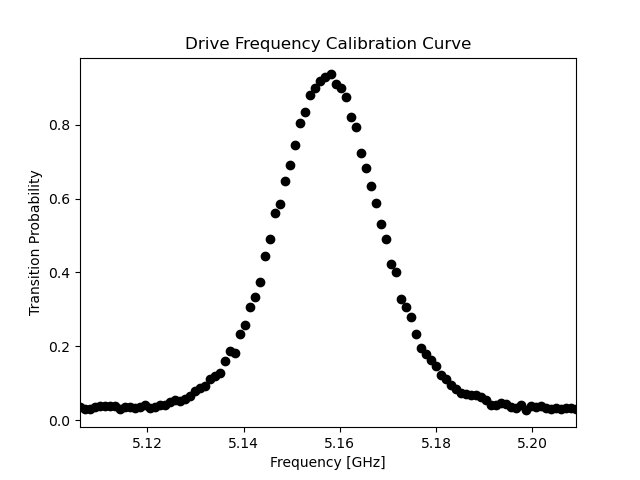 Drive Frequency Calibration Curve
Transition Probability
0.8
0.6
0.4
0.2
0.0
5.12 5.14 5.16 5.18 5.20
Frequency [GHz]